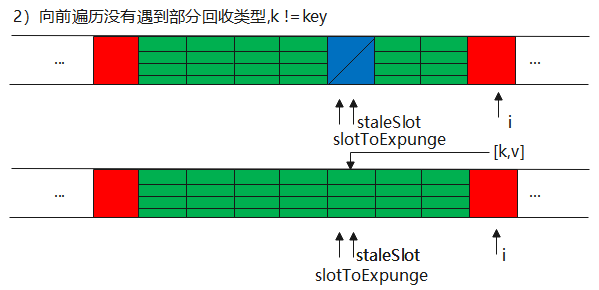 2）向前遍历没有遇到部分回收类型,k !=key
... ...
i
staleSlot
slotToExpunge
[k,v]
... ...
staleSlot i
slotToExpunge